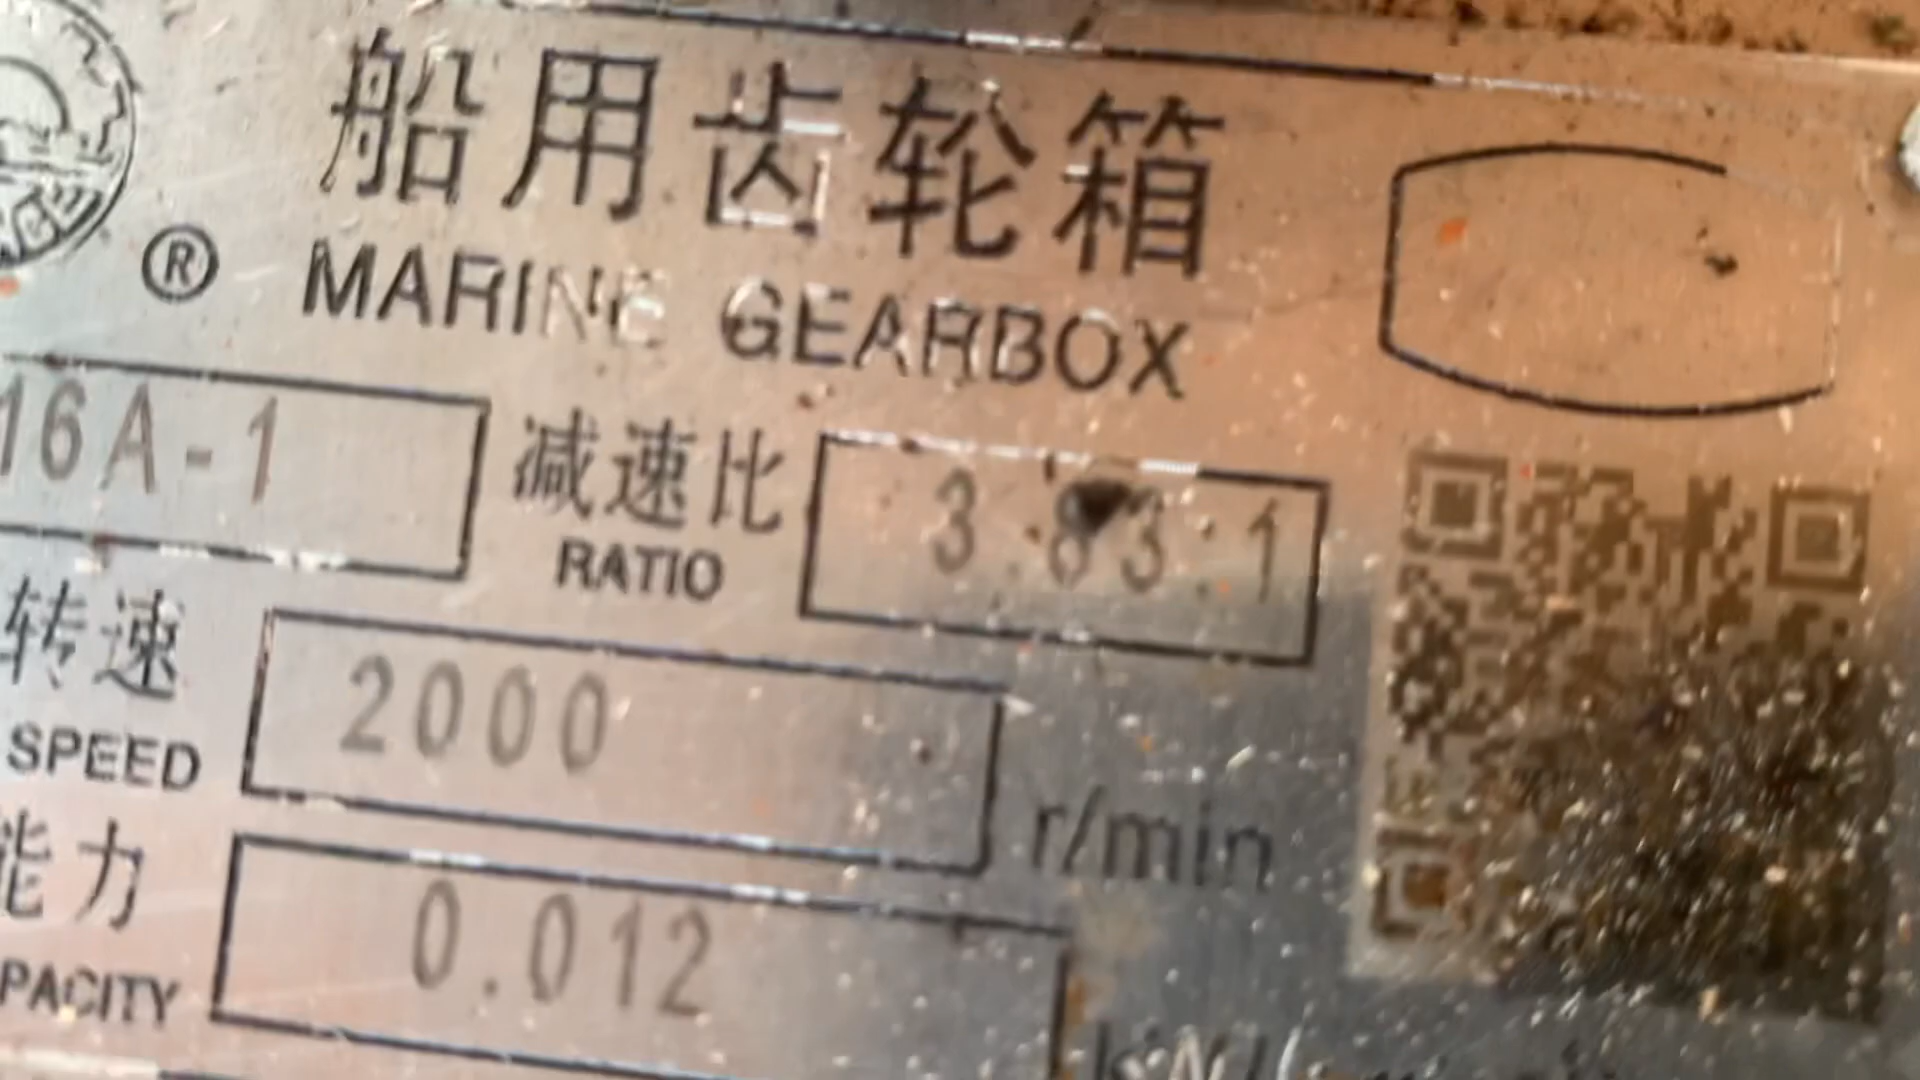 船用齿轮箱
® MARINE GEARBOX
16A-1 减速比 RATIO 3.83:1
转速 SPEED 2000 r/min
能力 PACITY 0.012